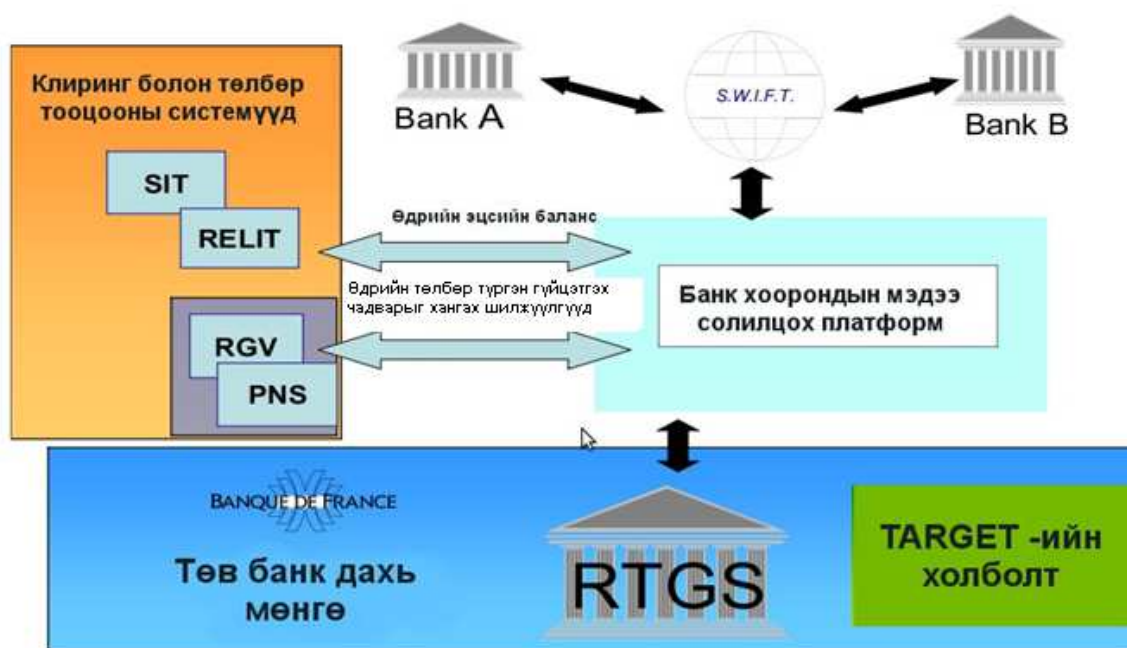 Клиринг болон төлбөр
тооцооны системүүд
SIT
RELIT
RGV
PNS
Bank A
S.W.I.F.T.
Bank B
Өдрийн эцсийн баланс
Өдрийн төлбөр түргэн гүйцэтгэх
чадварыг хангах шилжүүлгүүд
Банк хоорондын мэдээ
солилцох платформ
BANQUE DE FRANCE
Төв банк дахь
мөнгө
RTGS
TARGET -ийн
холболт